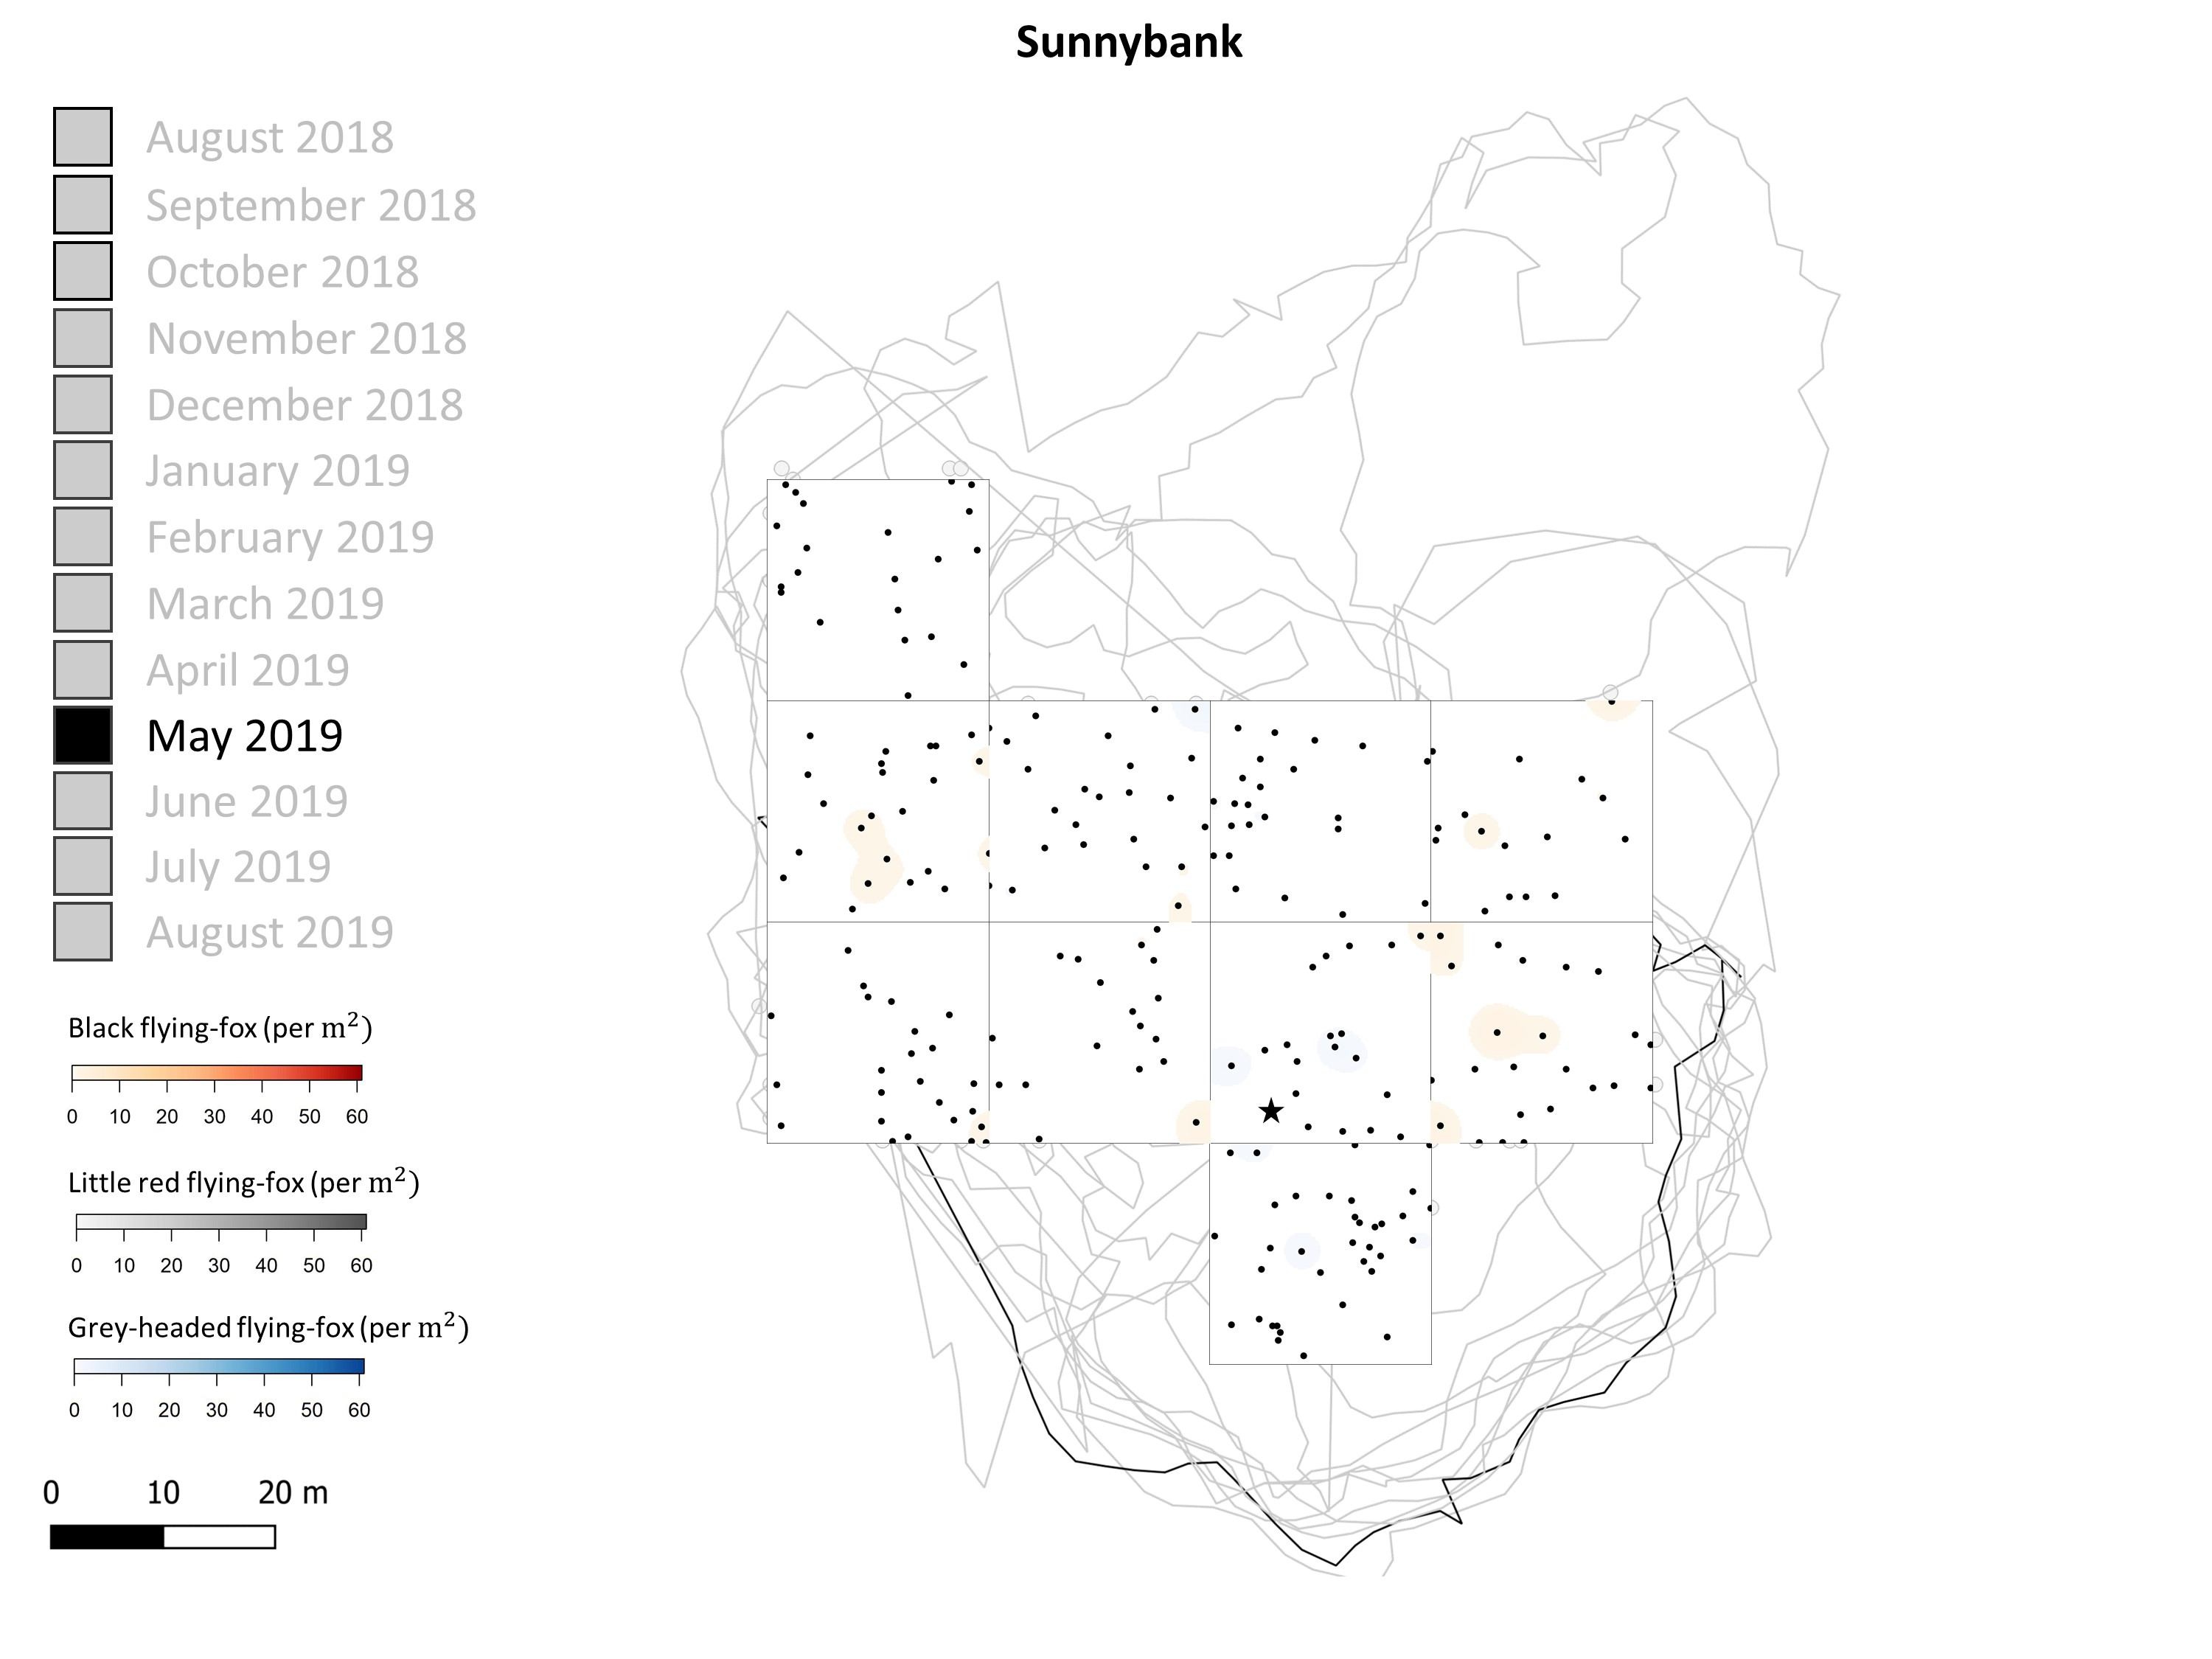 Sunnybank
August 2018
September 2018
October 2018
November 2018
December 2018
January 2019
February 2019
March 2019
April 2019
May 2019
June 2019
July 2019
August 2019
Black flying-fox (per m²)
0 10 20 30 40 50 60
Little red flying-fox (per m²)
0 10 20 30 40 50 60
Grey-headed flying-fox (per m²)
0 10 20 30 40 50 60
0 10 20 m